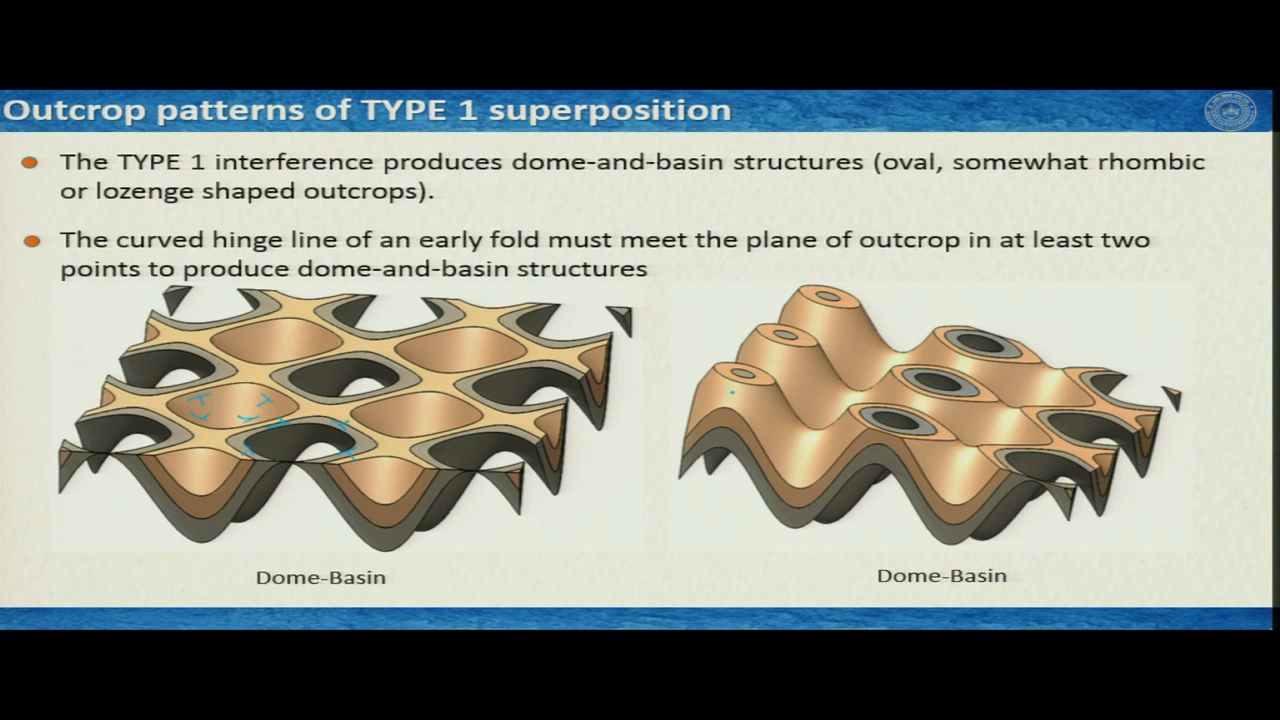 Outcrop patterns of TYPE 1 superposition
The TYPE 1 interference produces dome-and-basin structures (oval, somewhat rhombic
or lozenge shaped outcrops).
The curved hinge line of an early fold must meet the plane of outcrop in at least two
points to produce dome-and-basin structures
Dome-Basin
Dome-Basin